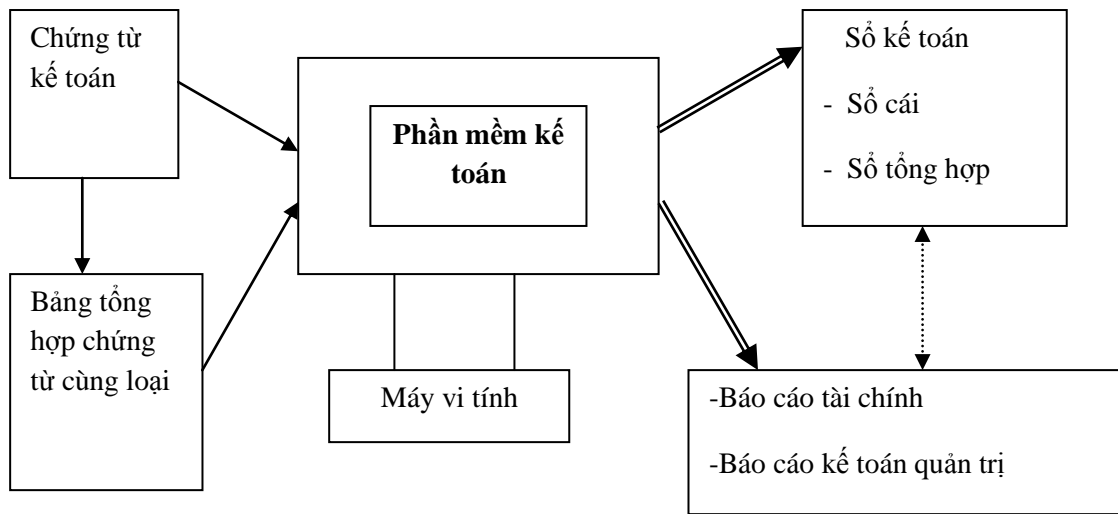 Chứng từ
kế toán
Bảng tổng
hợp chứng
từ cùng loại
Phần mềm kế
toán
Máy vi tính
Sổ kế toán
- Sổ cái
- Sổ tổng hợp
-Báo cáo tài chính
-Báo cáo kế toán quản trị